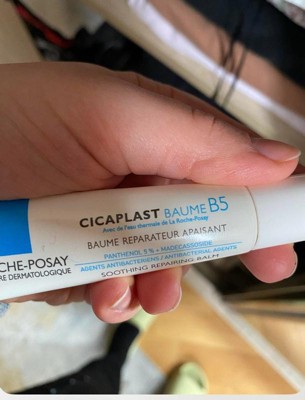 CICAPLAST BAUME B5
Avec de l'eau thermale de La Roche-Posay
BAUME REPARATEUR APAISANT
PANTHENOL 5% + MADECASSOSIDE
AGENTS ANTIBACTERIENS / ANTIBACTERIAL AGENTS
SOOTHING REPAIRING BALM
CHE-POSAY
RE DERMATOLOGIQUE